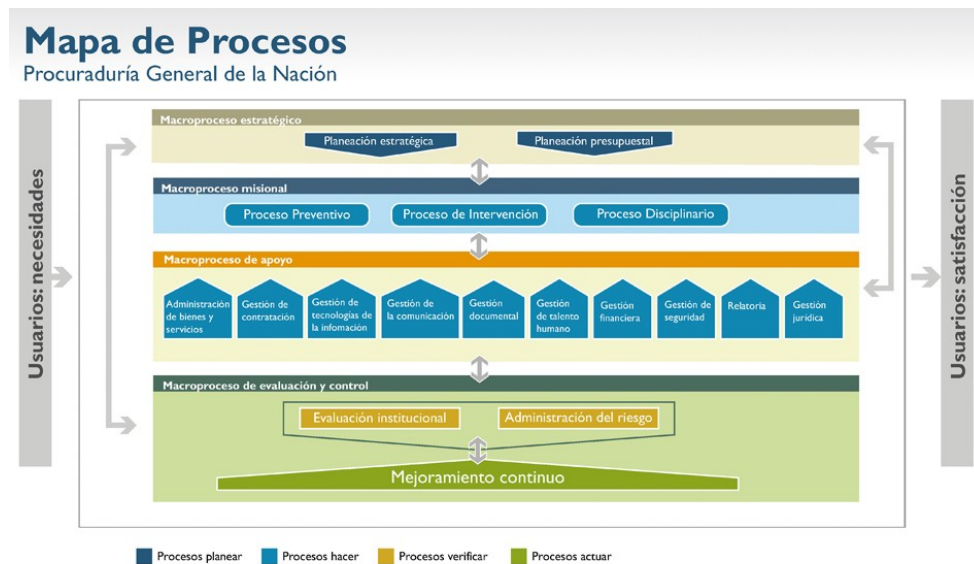 Mapa de Procesos
Procuraduría General de la Nación
Usuarios: necesidades
Macroproceso estratégico
Planeación estratégica
Planeación presupuestal
Macroproceso misional
Proceso Preventivo
Proceso de Intervención
Proceso Disciplinario
Macroproceso de apoyo
Administración
de bienes y
servicios
Gestión de
contratación
Gestión de
tecnologías de
la infomación
Gestión de
la comunicación
Gestión
documental
Gestión
de talento
humano
Gestión
financiera
Gestión de
seguridad
Relatoría
Gestión
jurídica
Macroproceso de evaluación y control
Evaluación institucional
Administración del riesgo
Mejoramiento continuo
Usuarios: satisfacción
Procesos planear
Procesos hacer
Procesos verificar
Procesos actuar